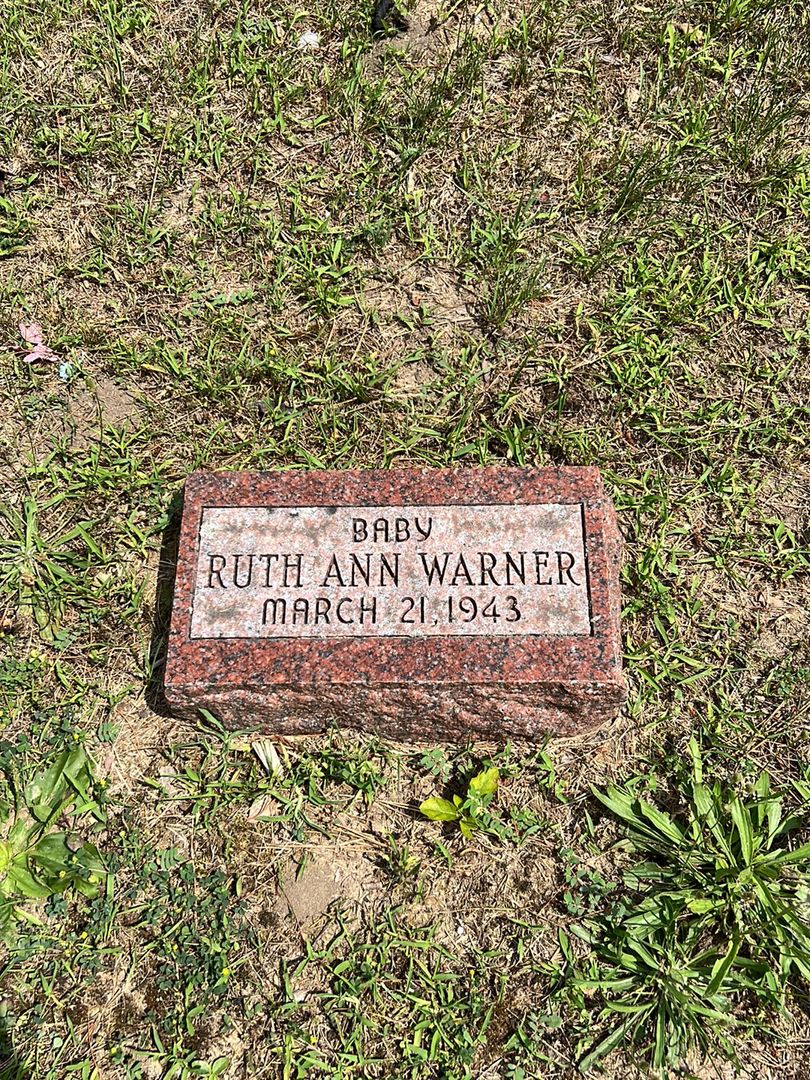 BABY
RUTH ANN WARNER
MARCH 21, 1943